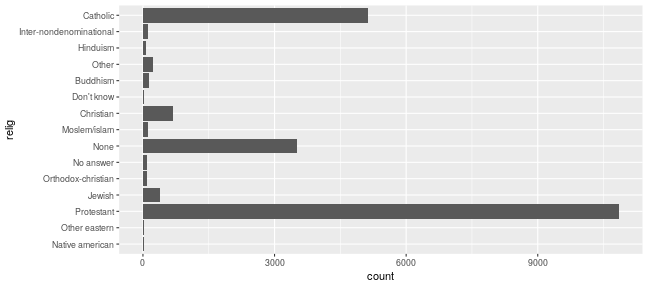 Catholic
Inter-nondenominational
Hinduism
Other
Buddhism
Don't know
Christian
Moslem/islam
None
No answer
Orthodox-christian
Jewish
Protestant
Other eastern
Native american
relig
0 3000 6000 9000
count